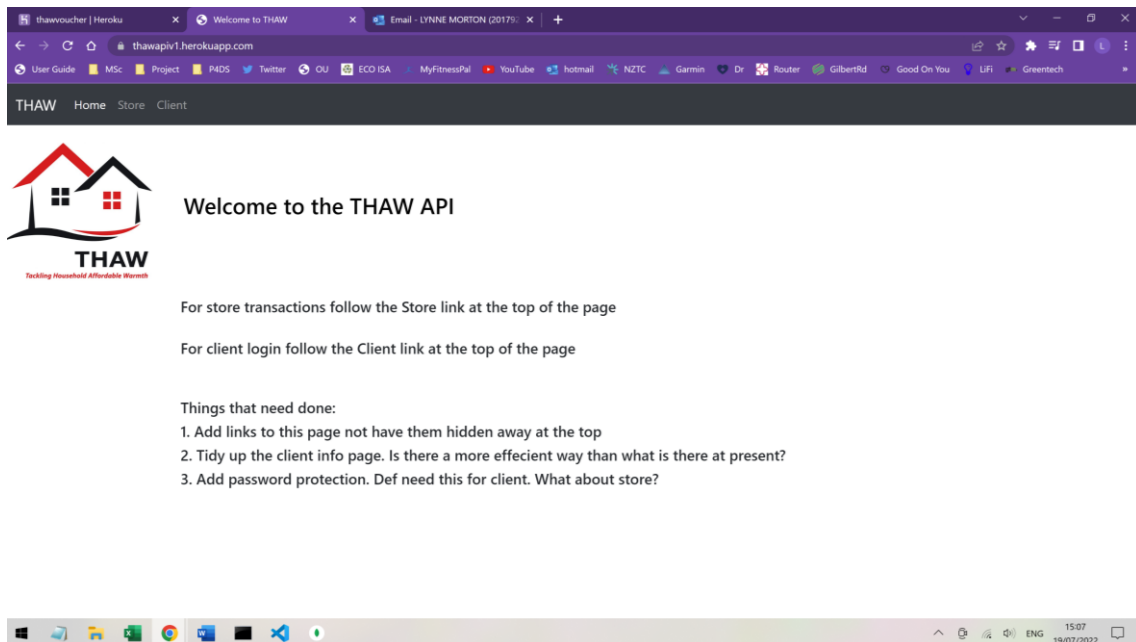 thawvoucher | Heroku
Welcome to THAW
Email - LYNNE MORTON (20179
thawapiv1.herokuapp.com
User Guide MSc Project P4DS Twitter OU ECO ISA MyFitnessPal YouTube hotmail NZTC Garmin Dr Router GilbertRd Good On You LiFi Greentech »
THAW Home Store Client
THAW
Tackling Household Affordable Warmth
Welcome to the THAW API
For store transactions follow the Store link at the top of the page
For client login follow the Client link at the top of the page
Things that need done:
1. Add links to this page not have them hidden away at the top
2. Tidy up the client info page. Is there a more effecient way than what is there at present?
3. Add password protection. Def need this for client. What about store?
ENG
15:07
19/07/2022